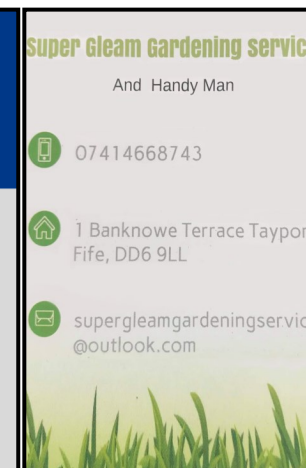 Super Gleam Gardening Servic
And Handy Man
07414668743
1 Banknowe Terrace Taypor
Fife, DD6 9LL
supergleamgardeningservic
@outlook.com